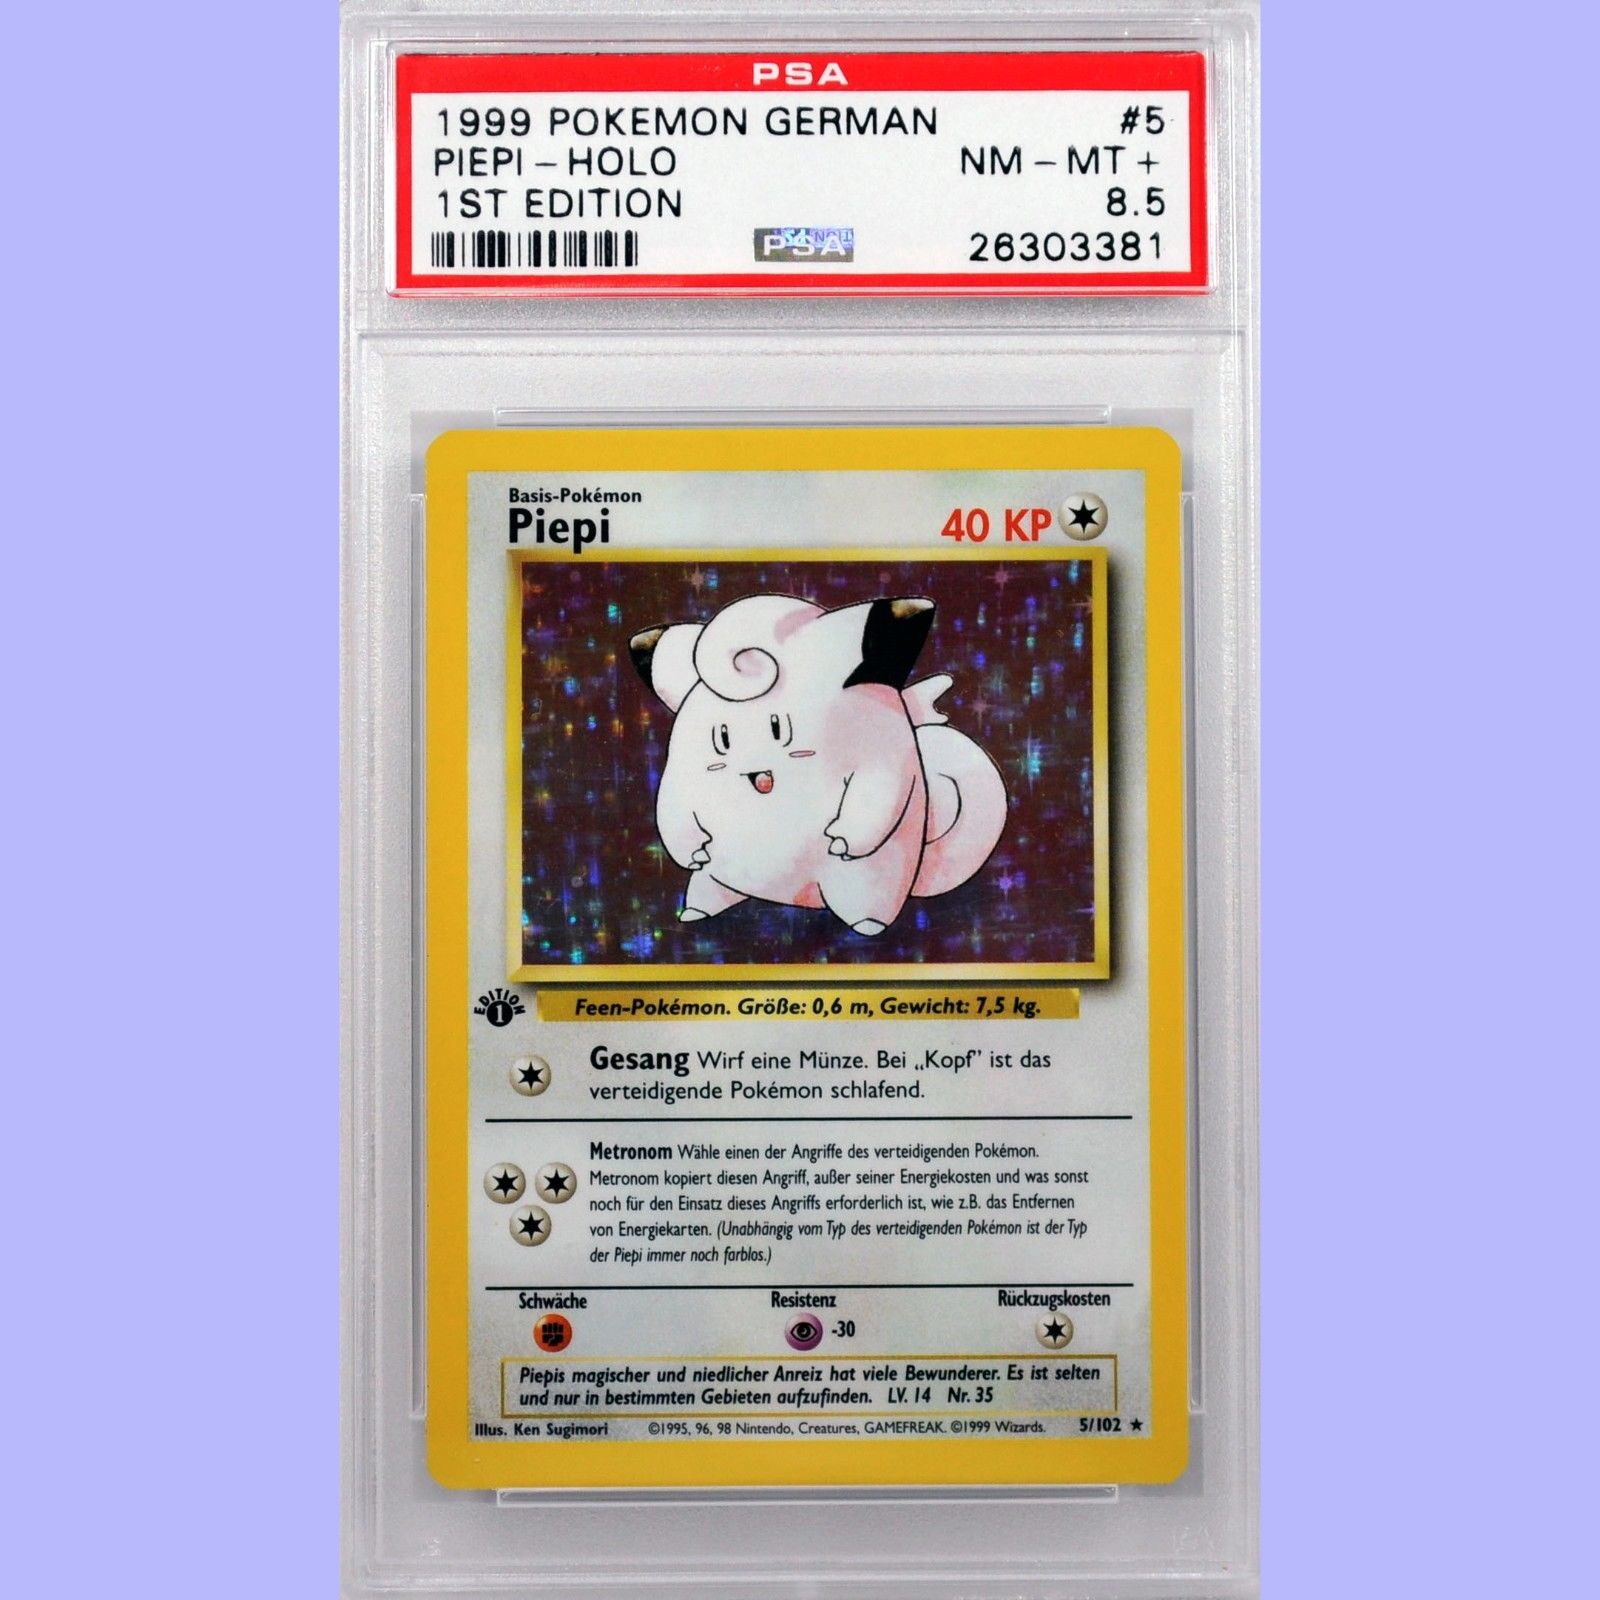 PSA
1999 POKEMON GERMAN #5
PIEPI - HOLO NM - MT +
1ST EDITION 8.5
PSA 26303381
Basis-Pokémon
Piepi 40 KP
EDITION 1
Feen-Pokémon. Größe: 0,6 m, Gewicht: 7,5 kg.
Gesang Wirf eine Münze. Bei „Kopf” ist das
verteidigende Pokémon schlafend.
Metronom Wähle einen der Angriffe des verteidigenden Pokémon.
Metronom kopiert diesen Angriff, außer seiner Energiekosten und was sonst
noch für den Einsatz dieses Angriffs erforderlich ist, wie z.B. das Entfernen
von Energiekarten. (Unabhängig vom Typ des verteidigenden Pokémon ist der Typ
der Piepi immer noch farblos.)
Schwäche Resistenz Rückzugskosten
-30
Piepis magischer und niedlicher Anreiz hat viele Bewunderer. Es ist selten
und nur in bestimmten Gebieten aufzufinden. LV. 14 Nr. 35
Illus. Ken Sugimori ©1995, 96, 98 Nintendo, Creatures, GAMEFREAK. ©1999 Wizards. 5/102 ★